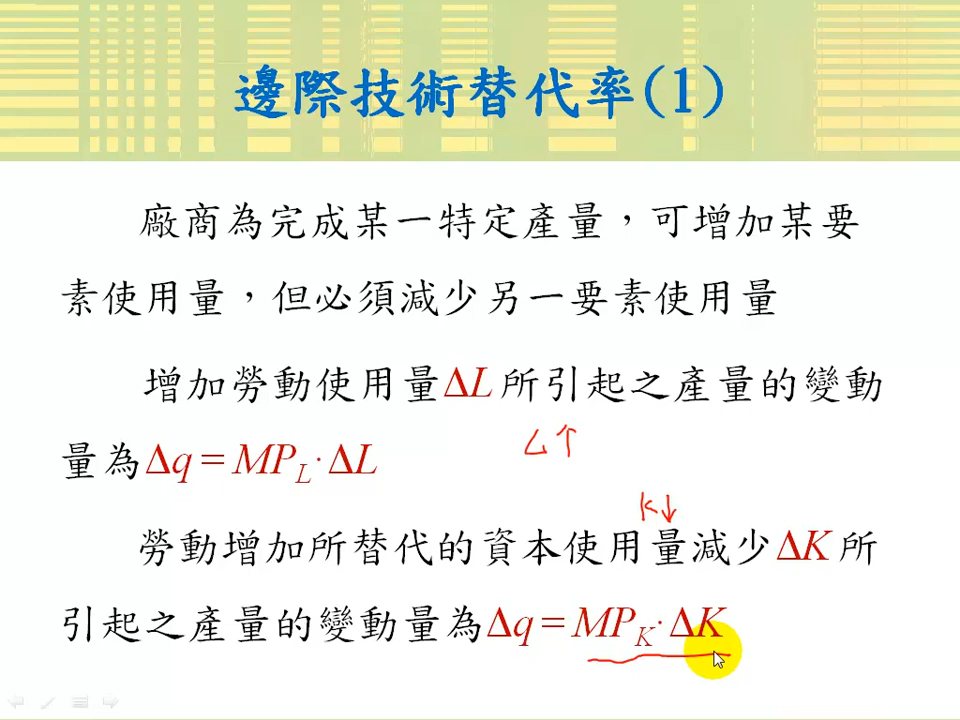 邊際技術替代率(1)
廠商為完成某一特定產量，可增加某要
素使用量，但必須減少另一要素使用量
增加勞動使用量ΔL所引起之產量的變動
L↑
量為Δq = MP_L·ΔL
K↓
勞動增加所替代的資本使用量減少ΔK所
引起之產量的變動量為Δq = MP_K·ΔK